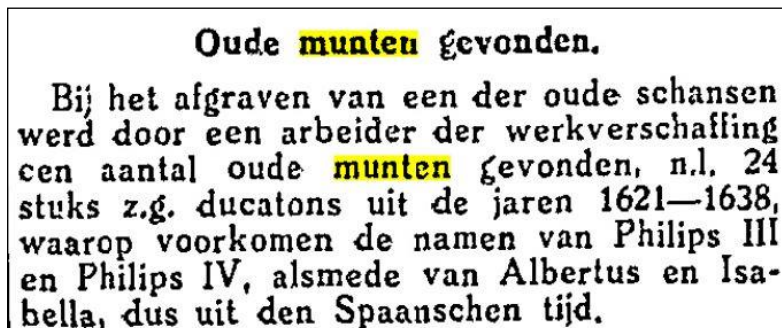 Oude munten gevonden.
Bij het afgraven van een der oude schansen
werd door een arbeider der werkverschaffing
een aantal oude munten gevonden, n.l. 24
stuks z.g. ducatons uit de jaren 1621—1638,
waarop voorkomen de namen van Philips III
en Philips IV, alsmede van Albertus en Isa-
bella, dus uit den Spaanschen tijd.